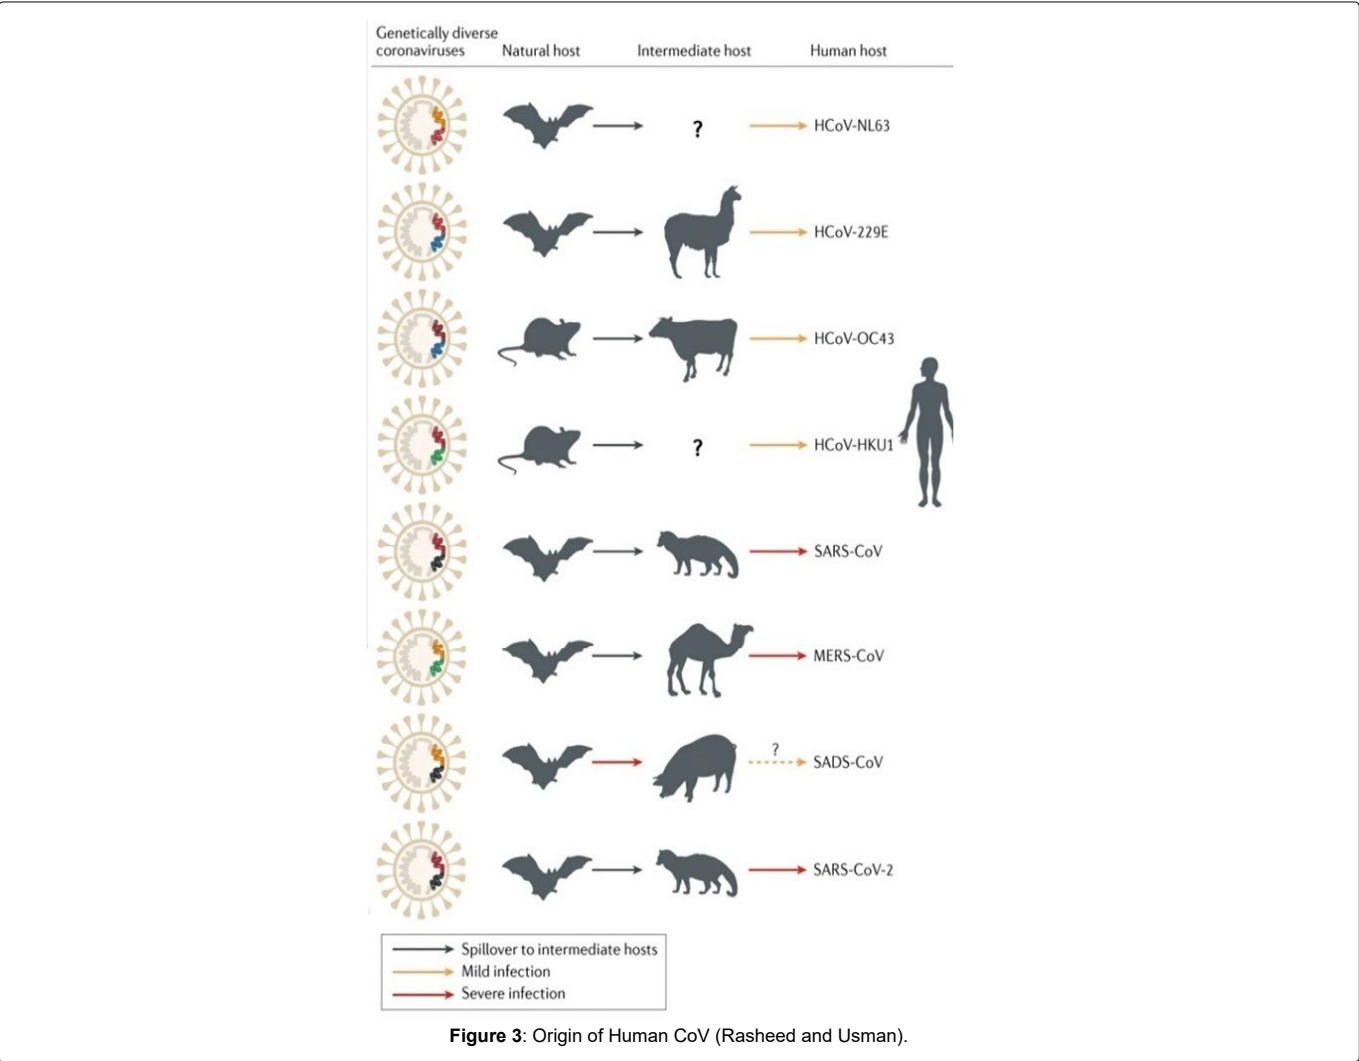 Genetically diverse
coronaviruses
Natural host
Intermediate host
Human host
?
HCoV-NL63
HCoV-229E
HCoV-OC43
?
HCoV-HKU1
SARS-CoV
MERS-CoV
?
SADS-CoV
SARS-CoV-2
Spillover to intermediate hosts
Mild infection
Severe infection
Figure 3: Origin of Human CoV (Rasheed and Usman).